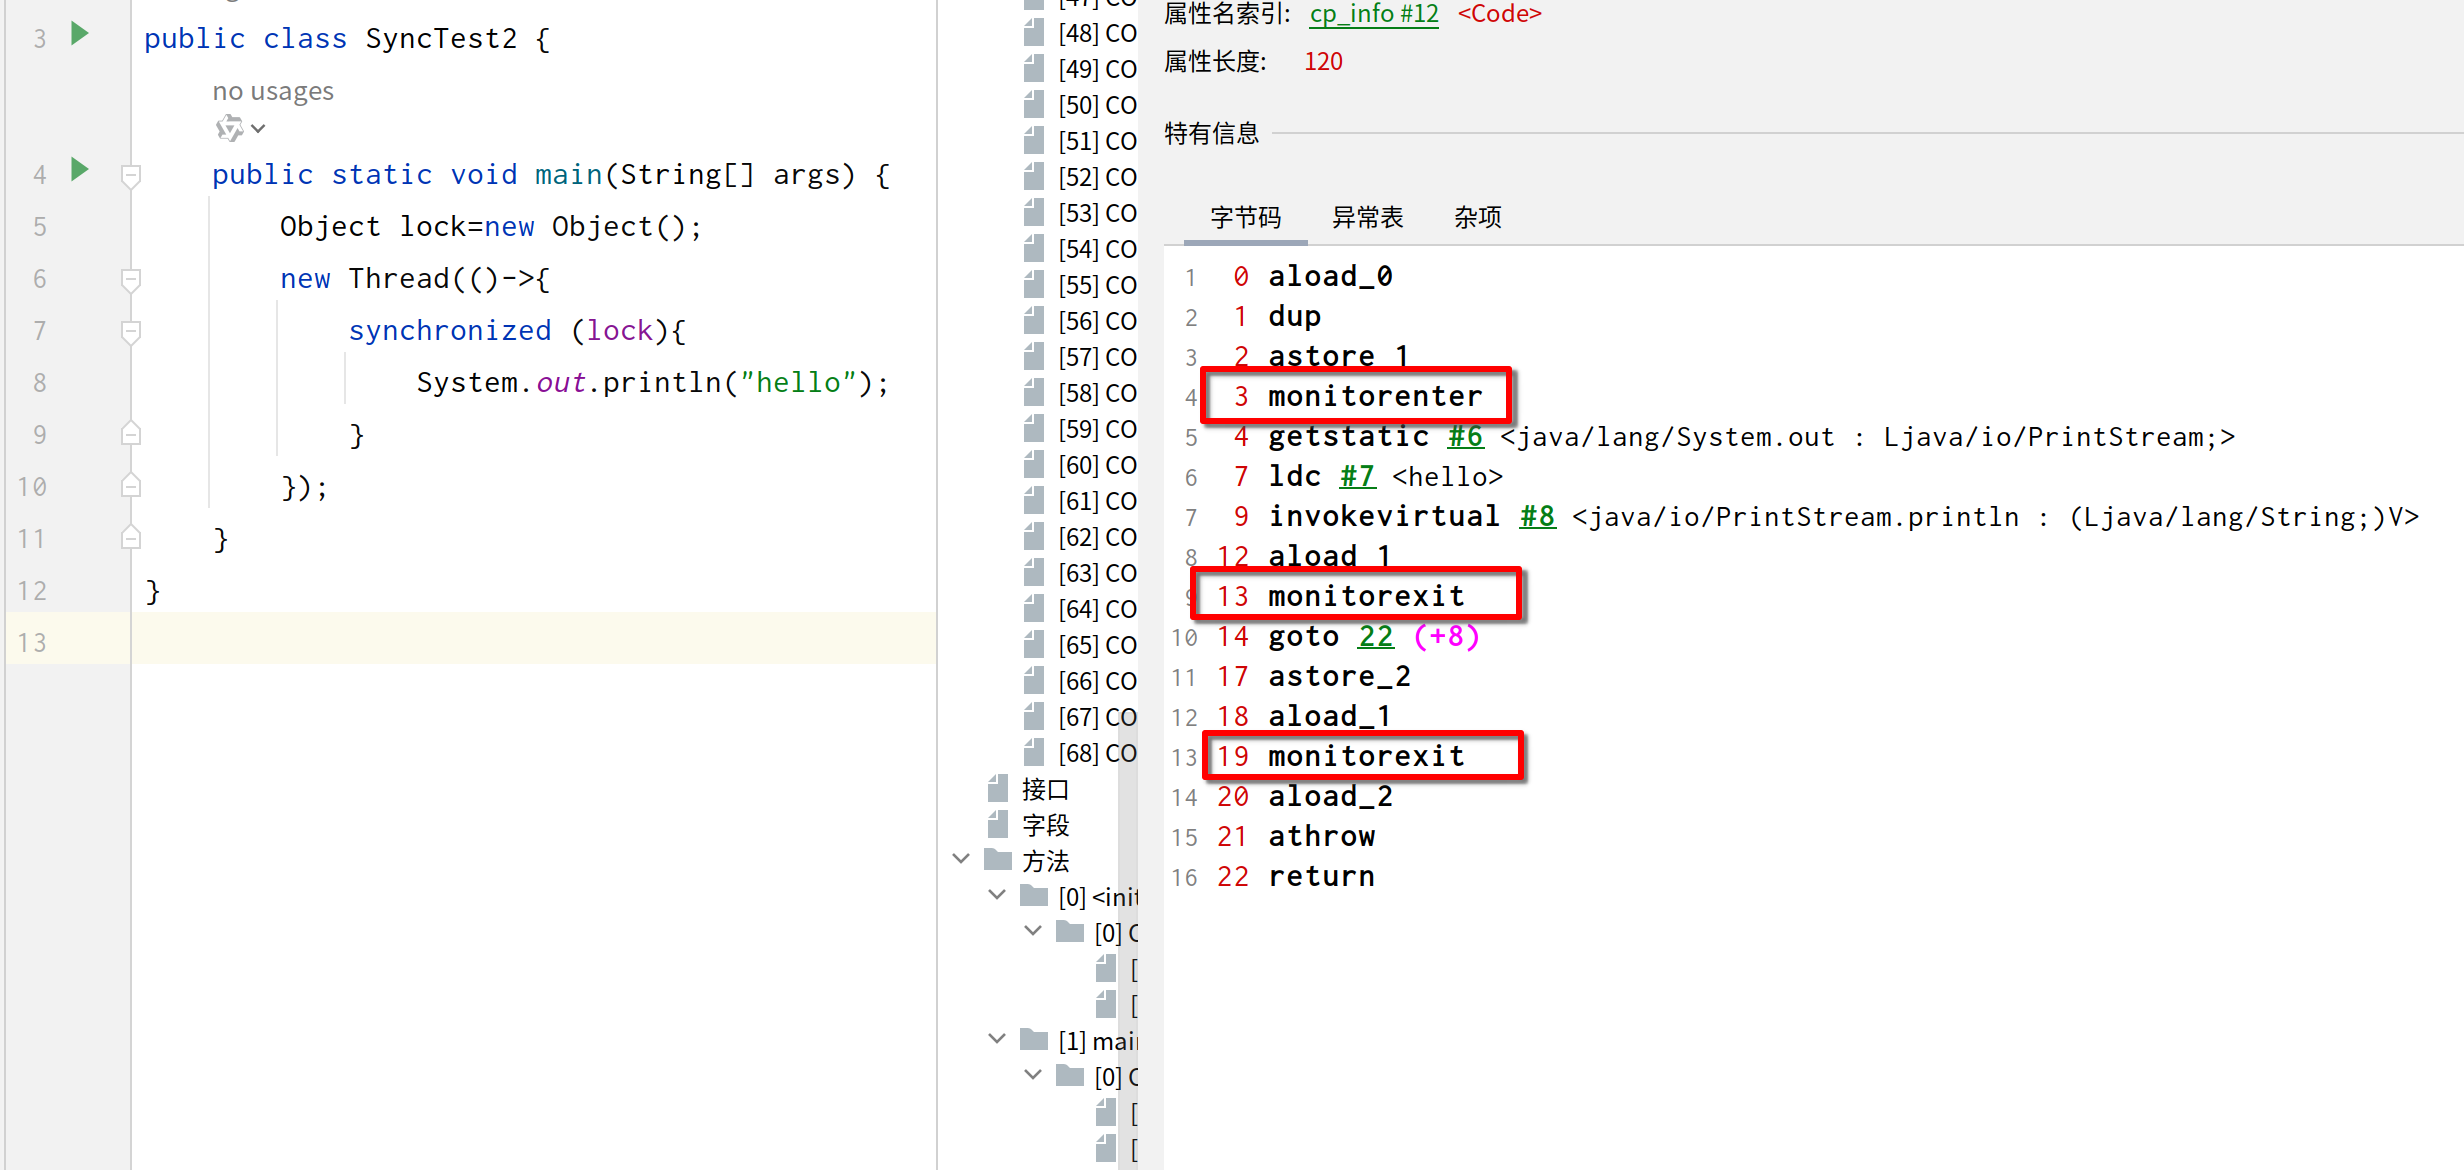 3 public class SyncTest2 {
no usages
4 public static void main(String[] args) {
5 Object lock=new Object();
6 new Thread(()->{
7 synchronized (lock){
8 System.out.println("hello");
9 }
10 });
11 }
12 }
13
[48] CO
[49] CO
[50] CO
[51] CO
[52] CO
[53] CO
[54] CO
[55] CO
[56] CO
[57] CO
[58] CO
[59] CO
[60] CO
[61] CO
[62] CO
[63] CO
[64] CO
[65] CO
[66] CO
[67] CO
[68] CO
接口
字段
方法
[0] <init
[0]
[
[
[1] mai
[0]
[
[
属性名索引: cp_info #12 <Code>
属性长度: 120
特有信息
字节码 异常表 杂项
1 0 aload_0
2 1 dup
3 2 astore_1
4 3 monitorenter
5 4 getstatic #6 <java/lang/System.out : Ljava/io/PrintStream;>
6 7 ldc #7 <hello>
7 9 invokevirtual #8 <java/io/PrintStream.println : (Ljava/lang/String;)V>
8 12 aload_1
9 13 monitorexit
10 14 goto 22 (+8)
11 17 astore_2
12 18 aload_1
13 19 monitorexit
14 20 aload_2
15 21 athrow
16 22 return